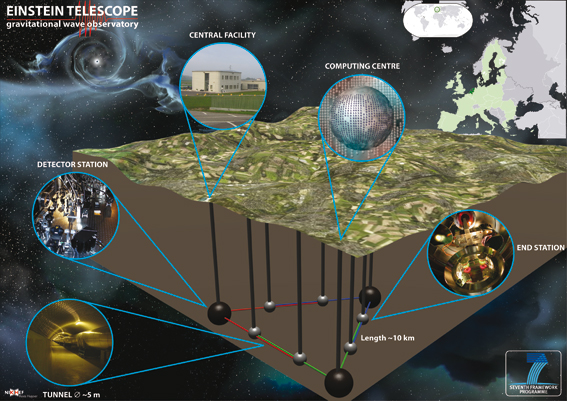 EINSTEIN TELESCOPE
gravitational wave observatory
CENTRAL FACILITY
COMPUTING CENTRE
DETECTOR STATION
END STATION
Length ~10 km
TUNNEL ∅ ~5 m
SEVENTH FRAMEWORK
PROGRAMME